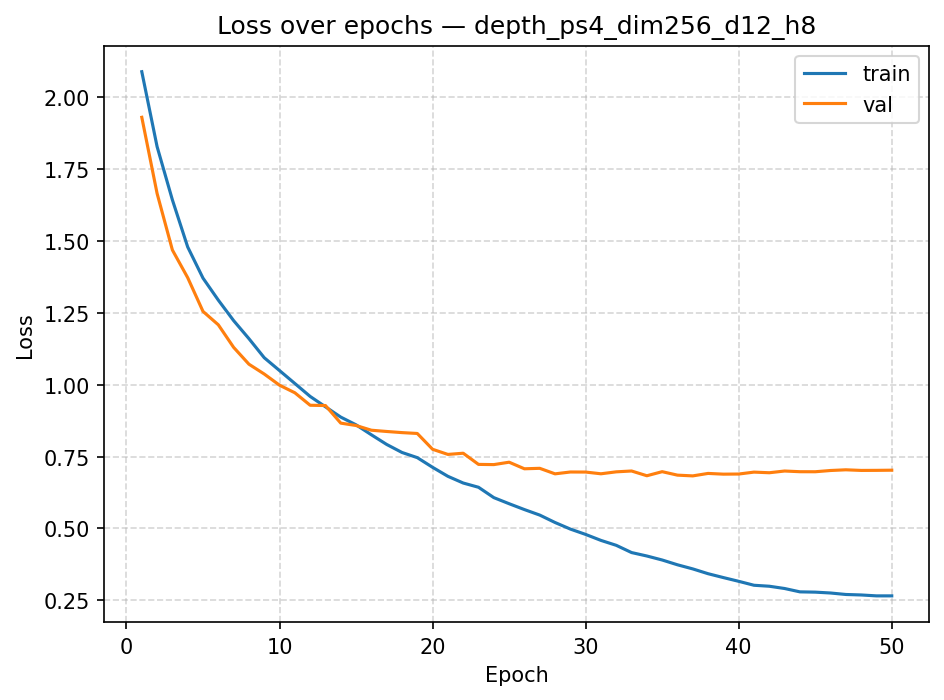 Loss over epochs — depth_ps4_dim256_d12_h8
train
val
Loss
2.00
1.75
1.50
1.25
1.00
0.75
0.50
0.25
0 10 20 30 40 50
Epoch